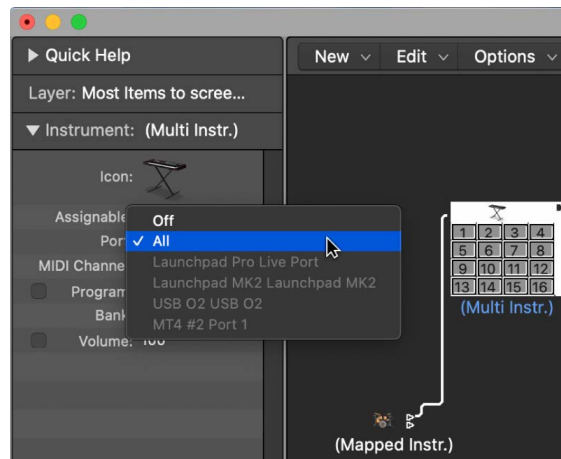 Quick Help
Layer: Most Items to scree...
Instrument: (Multi Instr.)
Icon:
Assignable
Por
MIDI Channe
Program
Bank
Volume:
Off
All
Launchpad Pro Live Port
Launchpad MK2 Launchpad MK2
USB O2 USB O2
MT4 #2 Port 1
New Edit Options
1 2 3 4
5 6 7 8
9 10 11 12
13 14 15 16
(Multi Instr.)
(Mapped Instr.)